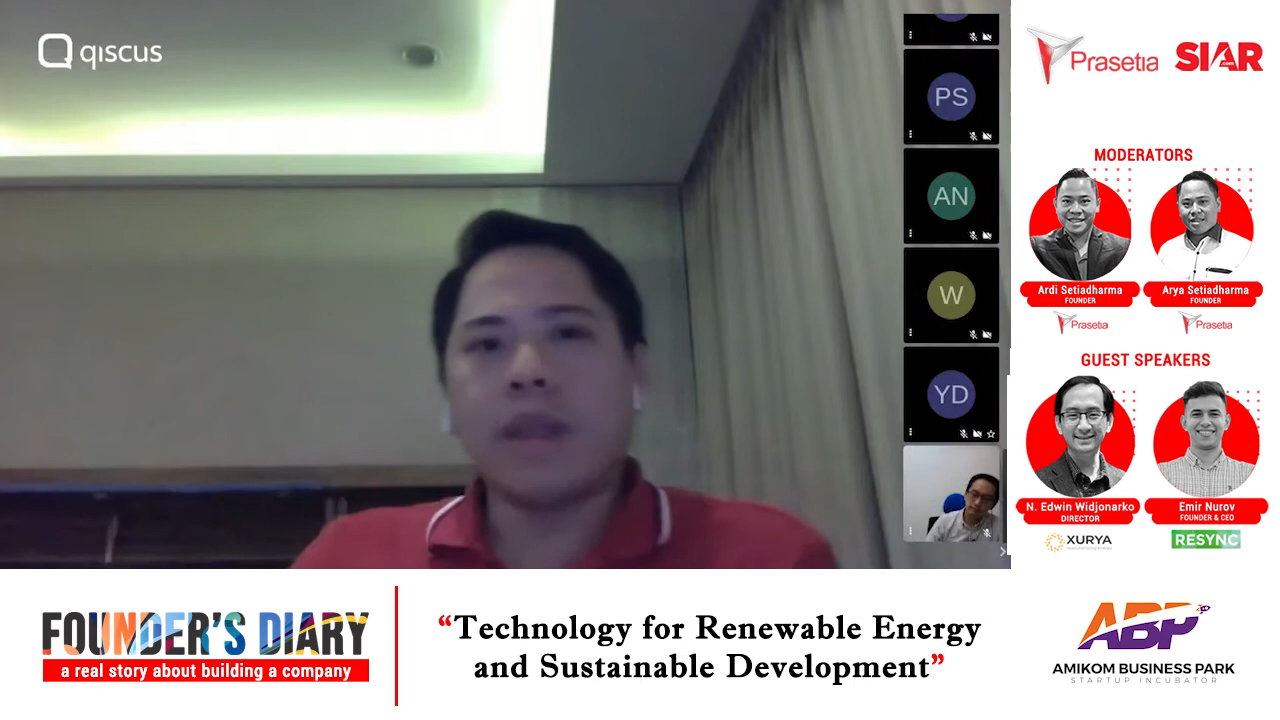 qiscus
PS
AN
W
YD
Prasetia
SIAR
MODERATORS
Ardi Setiadharma
FOUNDER
Prasetia
Arya Setiadharma
FOUNDER
Prasetia
GUEST SPEAKERS
N. Edwin Widjonarko
DIRECTOR
XURYA
Emir Nurov
FOUNDER & CEO
RESYNC
FOUNDER'S DIARY
a real story about building a company
“Technology for Renewable Energy
and Sustainable Development”
ABP
AMIKOM BUSINESS PARK
STARTUP INCUBATOR